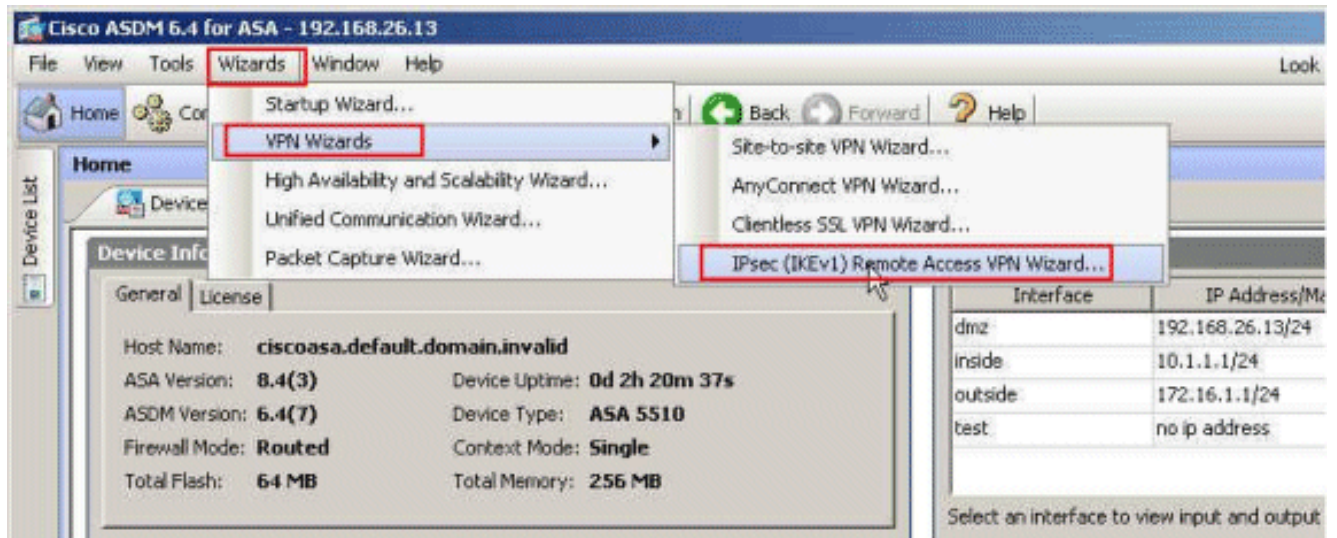 Cisco ASDM 6.4 for ASA - 192.168.26.13
File View Tools Wizards Window Help Look
Home Back Forward Help
Startup Wizard...
VPN Wizards
High Availability and Scalability Wizard...
Unified Communication Wizard...
Packet Capture Wizard...
Site-to-site VPN Wizard...
AnyConnect VPN Wizard...
Clientless SSL VPN Wizard...
IPsec (IKEv1) Remote Access VPN Wizard...
Device List
Home
Device
Device Info
General License
Host Name: ciscoasa.default.domain.invalid
ASA Version: 8.4(3) Device Uptime: 0d 2h 20m 37s
ASDM Version: 6.4(7) Device Type: ASA 5510
Firewall Mode: Routed Context Mode: Single
Total Flash: 64 MB Total Memory: 256 MB
Interface IP Address/Ma
dmz 192.168.26.13/24
inside 10.1.1.1/24
outside 172.16.1.1/24
test no ip address
Select an interface to view input and output